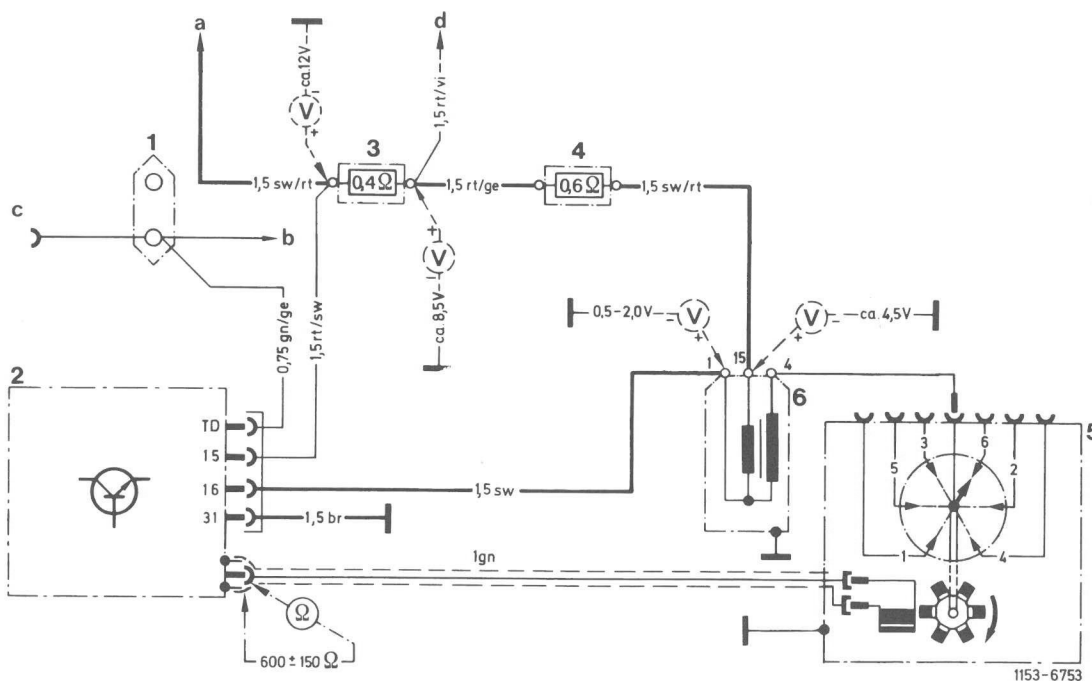 a
d
ca.12V
V
-
+
1
3
4
1,5 rt/vi
0,4Ω
0,6Ω
1,5 sw/rt
1,5 rt/ge
1,5 sw/rt
c
b
+
V
-
ca. 8,5V
0,75 gn/ge
1,5 rt/sw
0,5-2,0V
V
-
+
V
+
-
ca. 4,5V
1
15
4
2
6
5
TD
15
16
31
1,5 sw
1,5 br
3
6
5
2
1
4
1gn
Ω
600 ± 150 Ω
1153-6753